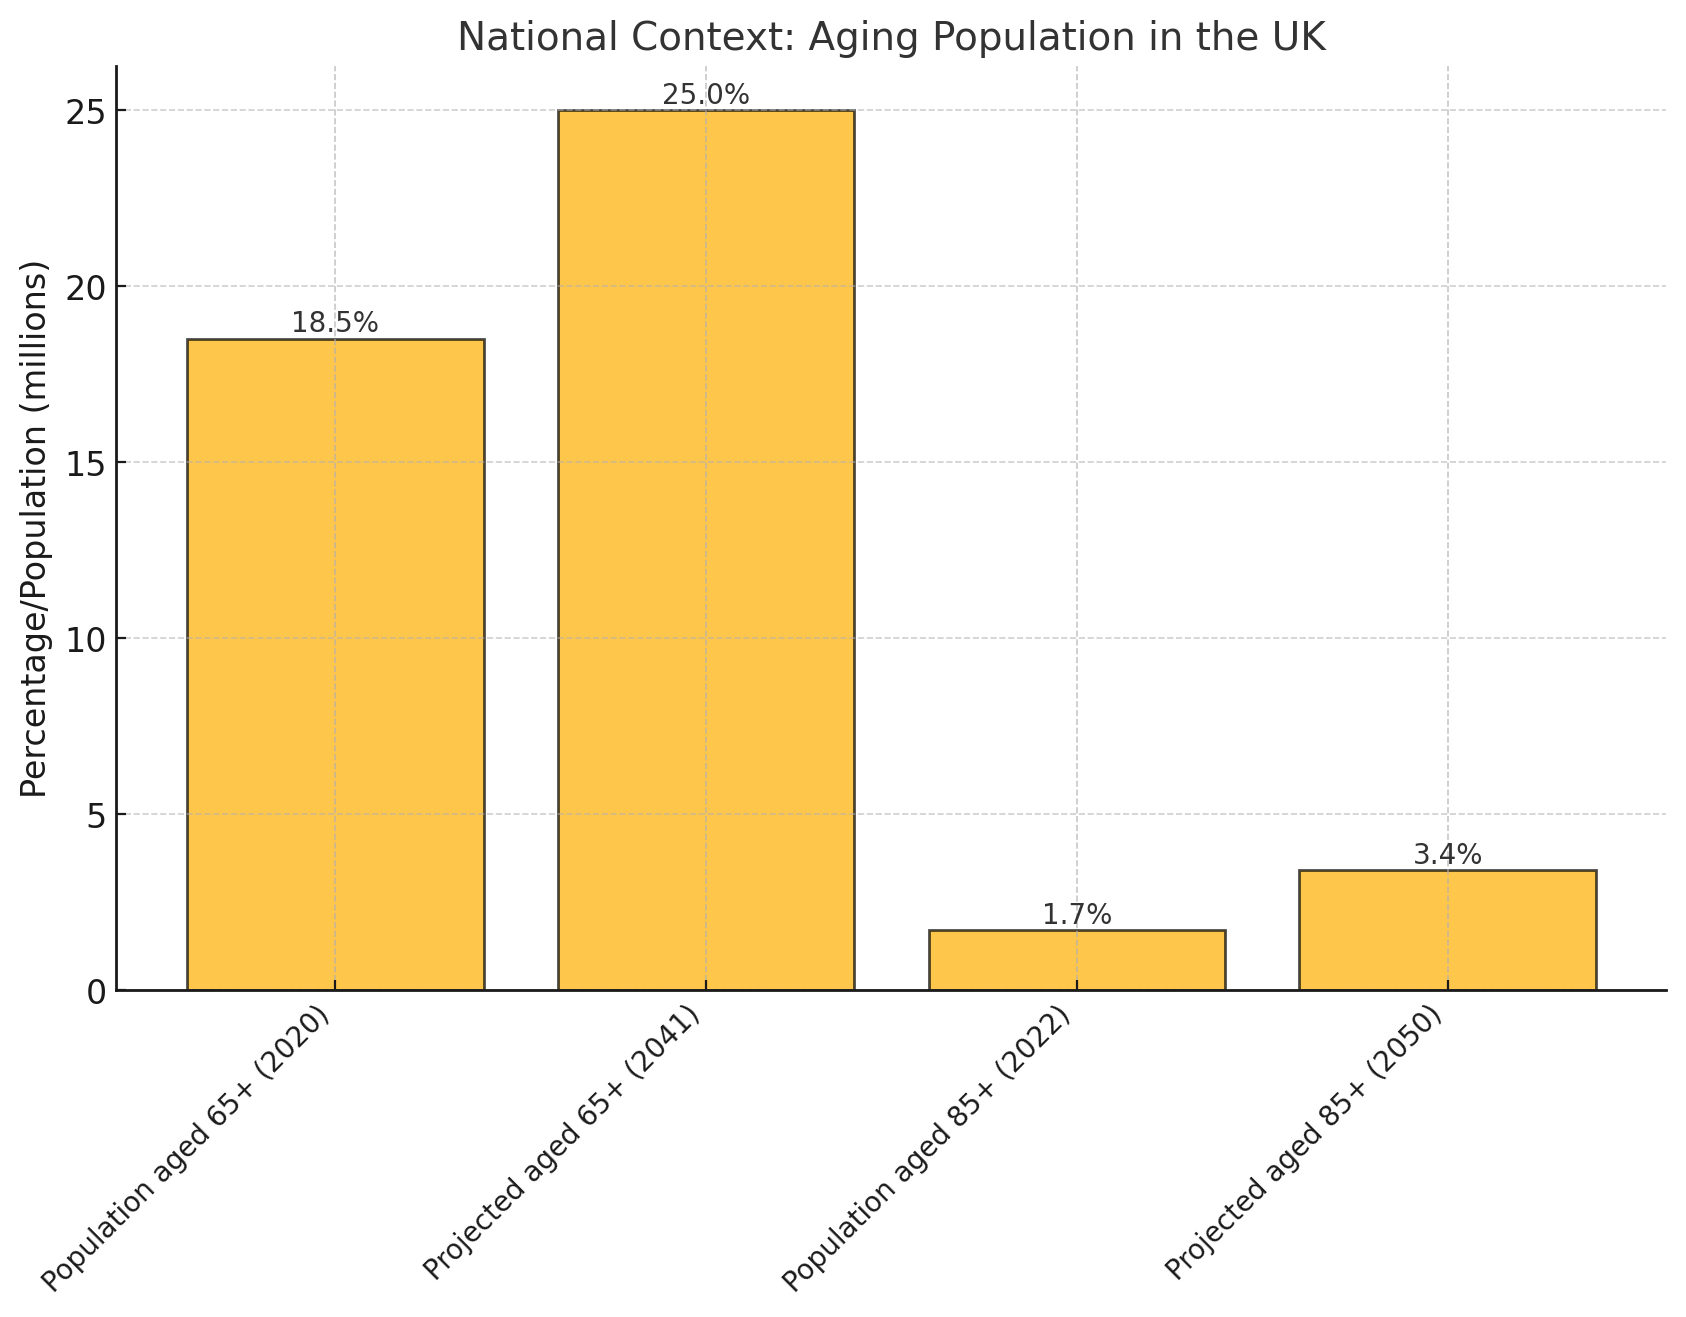 National Context: Aging Population in the UK
Percentage/Population (millions)
25
20
15
10
5
0
18.5%
25.0%
1.7%
3.4%
Population aged 65+ (2020)
Projected aged 65+ (2041)
Population aged 85+ (2022)
Projected aged 85+ (2050)